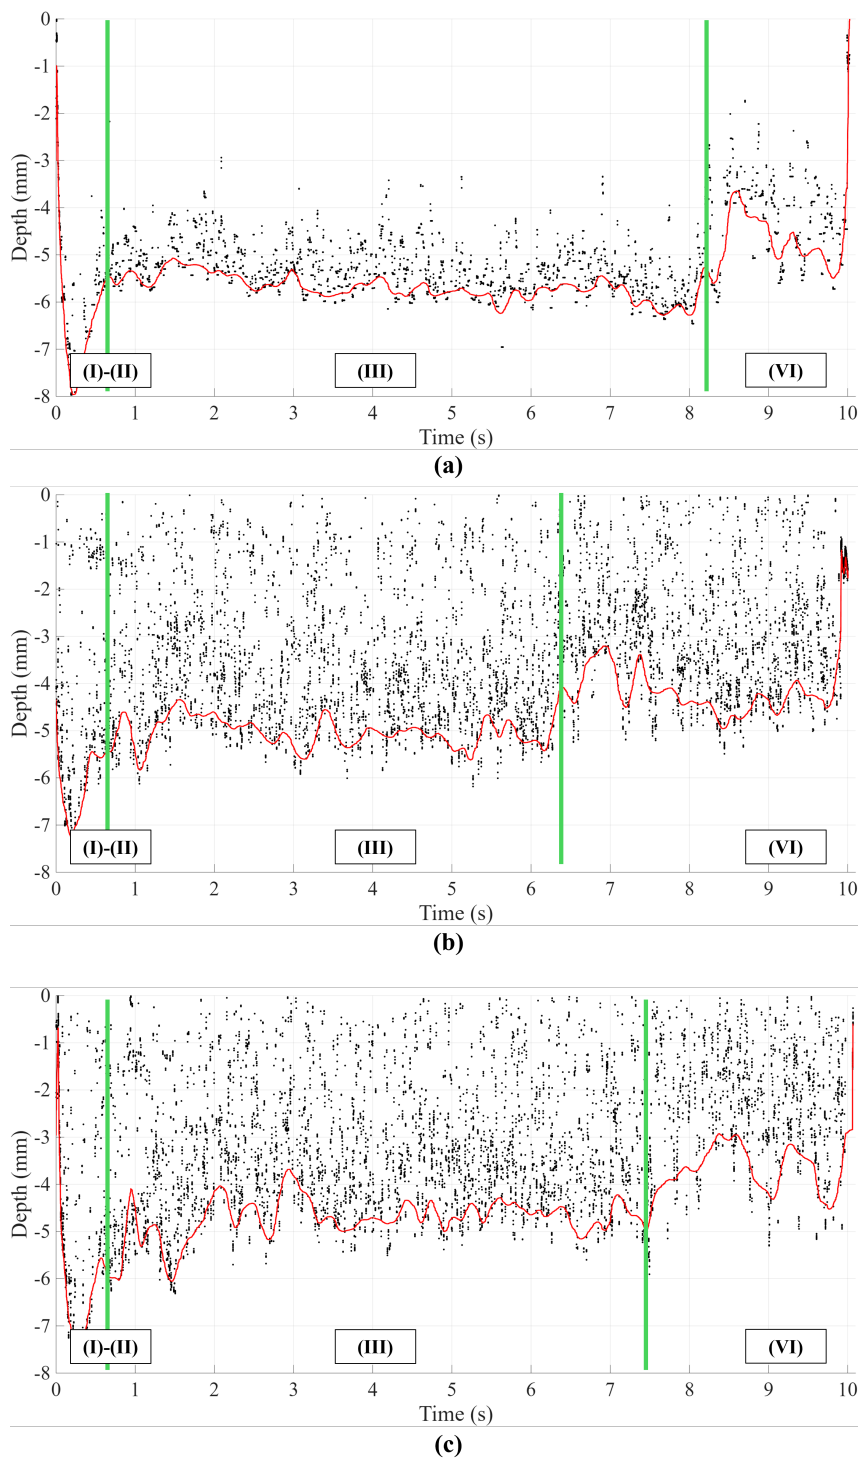 0
-1
-2
-3
-4
-5
-6
-7
-8
Depth (mm)
(I)-(II)
(III)
(VI)
0 1 2 3 4 5 6 7 8 9 10
Time (s)
(a)
0
-1
-2
-3
-4
-5
-6
-7
-8
Depth (mm)
(I)-(II)
(III)
(VI)
0 1 2 3 4 5 6 7 8 9 10
Time (s)
(b)
0
-1
-2
-3
-4
-5
-6
-7
-8
Depth (mm)
(I)-(II)
(III)
(VI)
0 1 2 3 4 5 6 7 8 9 10
Time (s)
(c)